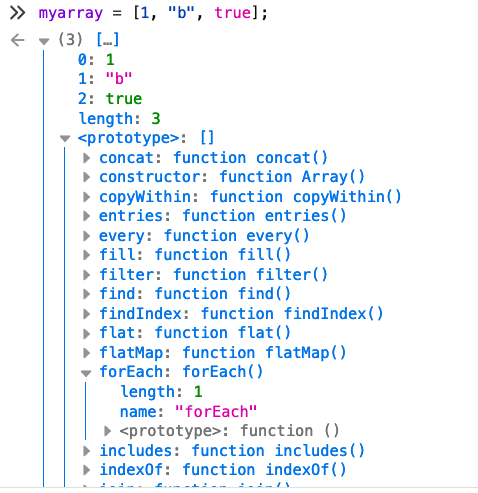 myarray = [1, "b", true];
(3) […]
0: 1
1: "b"
2: true
length: 3
<prototype>: []
concat: function concat()
constructor: function Array()
copyWithin: function copyWithin()
entries: function entries()
every: function every()
fill: function fill()
filter: function filter()
find: function find()
findIndex: function findIndex()
flat: function flat()
flatMap: function flatMap()
forEach: forEach()
length: 1
name: "forEach"
<prototype>: function ()
includes: function includes()
indexOf: function indexOf()
join: function join()